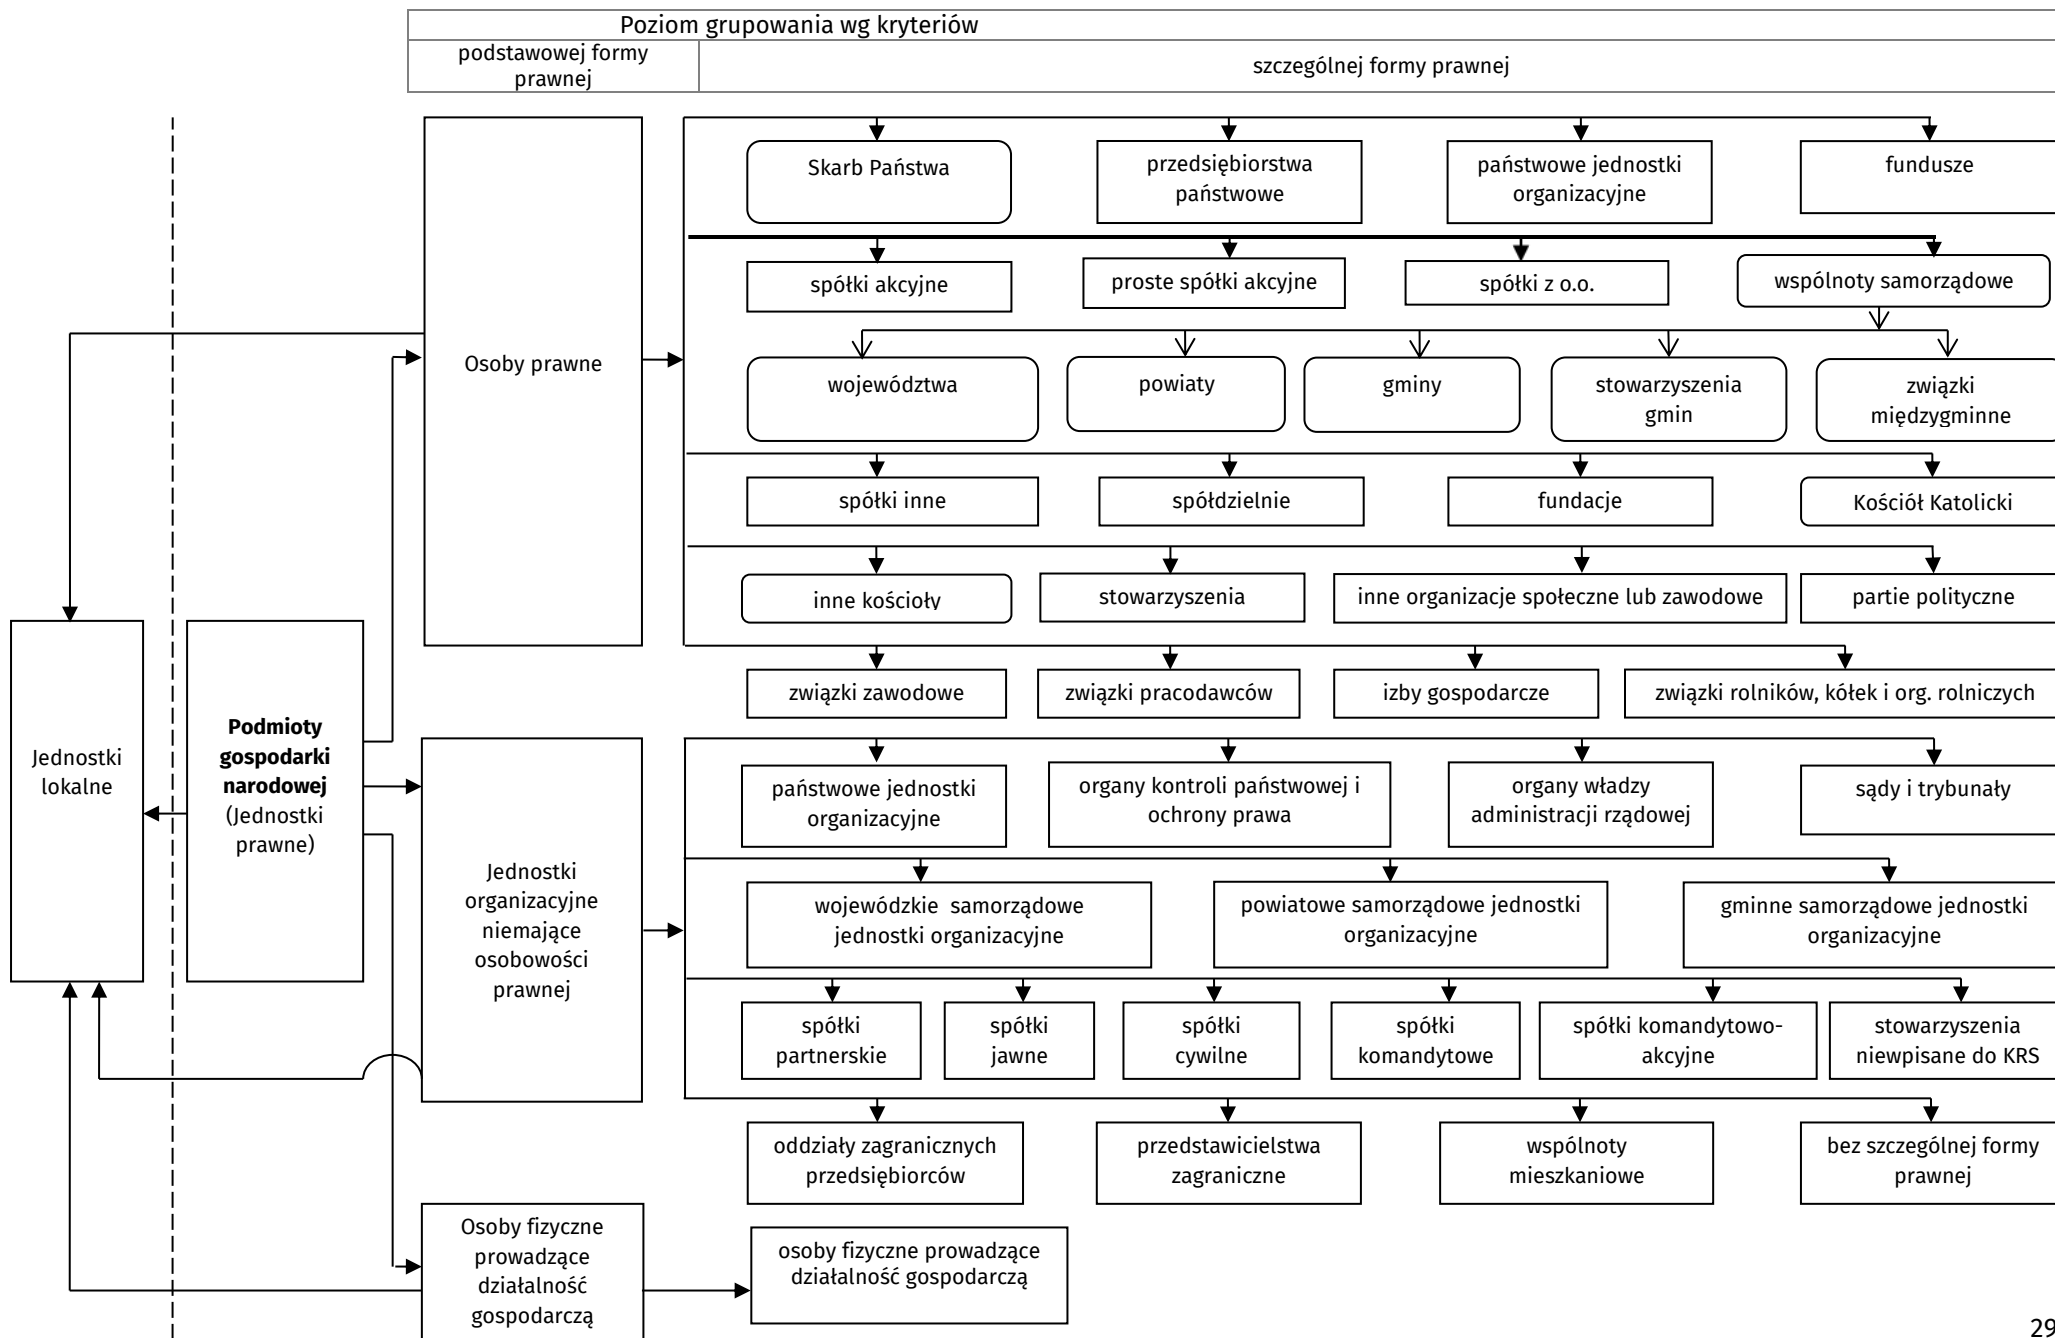 Poziom grupowania wg kryteriów
podstawowej formy
prawnej
szczególnej formy prawnej
Skarb Państwa
przedsiębiorstwa
państwowe
państwowe jednostki
organizacyjne
fundusze
spółki akcyjne
proste spółki akcyjne
spółki z o.o.
wspólnoty samorządowe
Osoby prawne
województwa
powiaty
gminy
stowarzyszenia
gmin
związki
międzygminne
spółki inne
spółdzielnie
fundacje
Kościół Katolicki
inne kościoły
stowarzyszenia
inne organizacje społeczne lub zawodowe
partie polityczne
związki zawodowe
związki pracodawców
izby gospodarcze
związki rolników, kółek i org. rolniczych
Jednostki
lokalne
Podmioty
gospodarki
narodowej
(Jednostki
prawne)
Jednostki
organizacyjne
niemające
osobowości
prawnej
państwowe jednostki
organizacyjne
organy kontroli państwowej i
ochrony prawa
organy władzy
administracji rządowej
sądy i trybunały
wojewódzkie  samorządowe
jednostki organizacyjne
powiatowe samorządowe jednostki
organizacyjne
gminne samorządowe jednostki
organizacyjne
spółki
partnerskie
spółki
jawne
spółki
cywilne
spółki
komandytowe
spółki komandytowo-
akcyjne
stowarzyszenia
niewpisane do KRS
oddziały zagranicznych
przedsiębiorców
przedstawicielstwa
zagraniczne
wspólnoty
mieszkaniowe
bez szczególnej formy
prawnej
Osoby fizyczne
prowadzące
działalność
gospodarczą
osoby fizyczne prowadzące
działalność gospodarczą
29